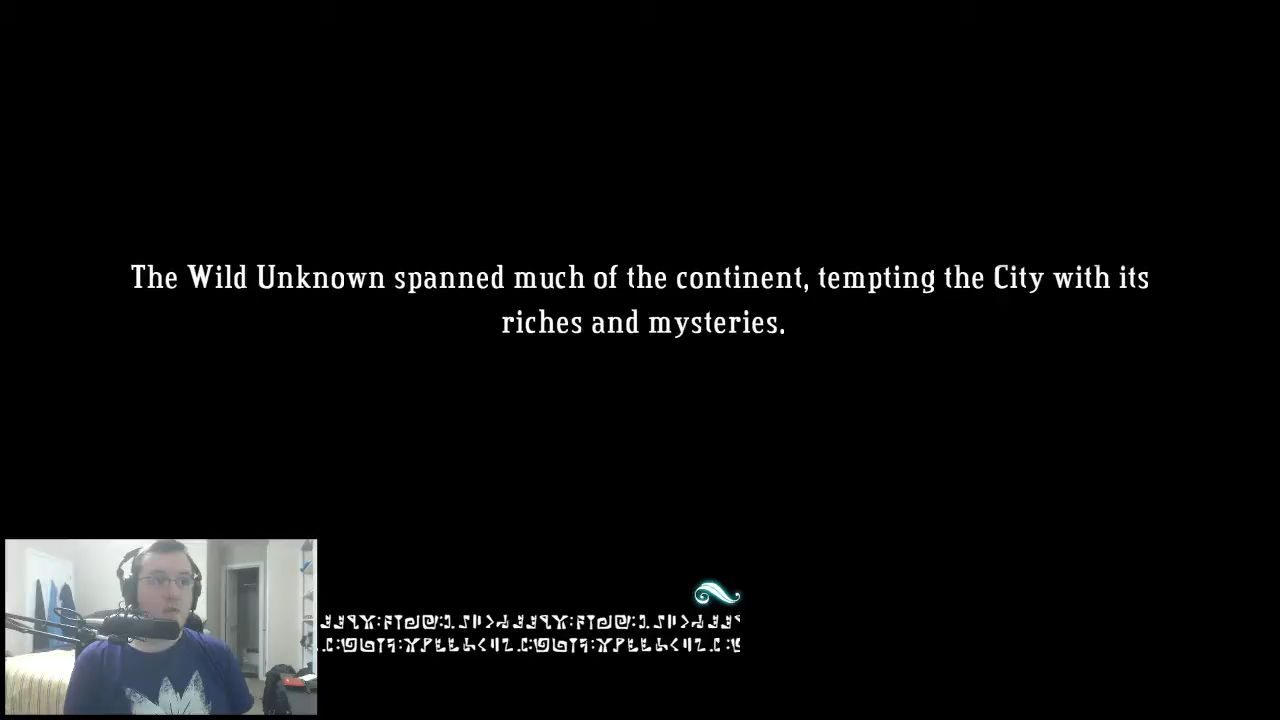 The Wild Unknown spanned much of the continent, tempting the City with its
riches and mysteries.